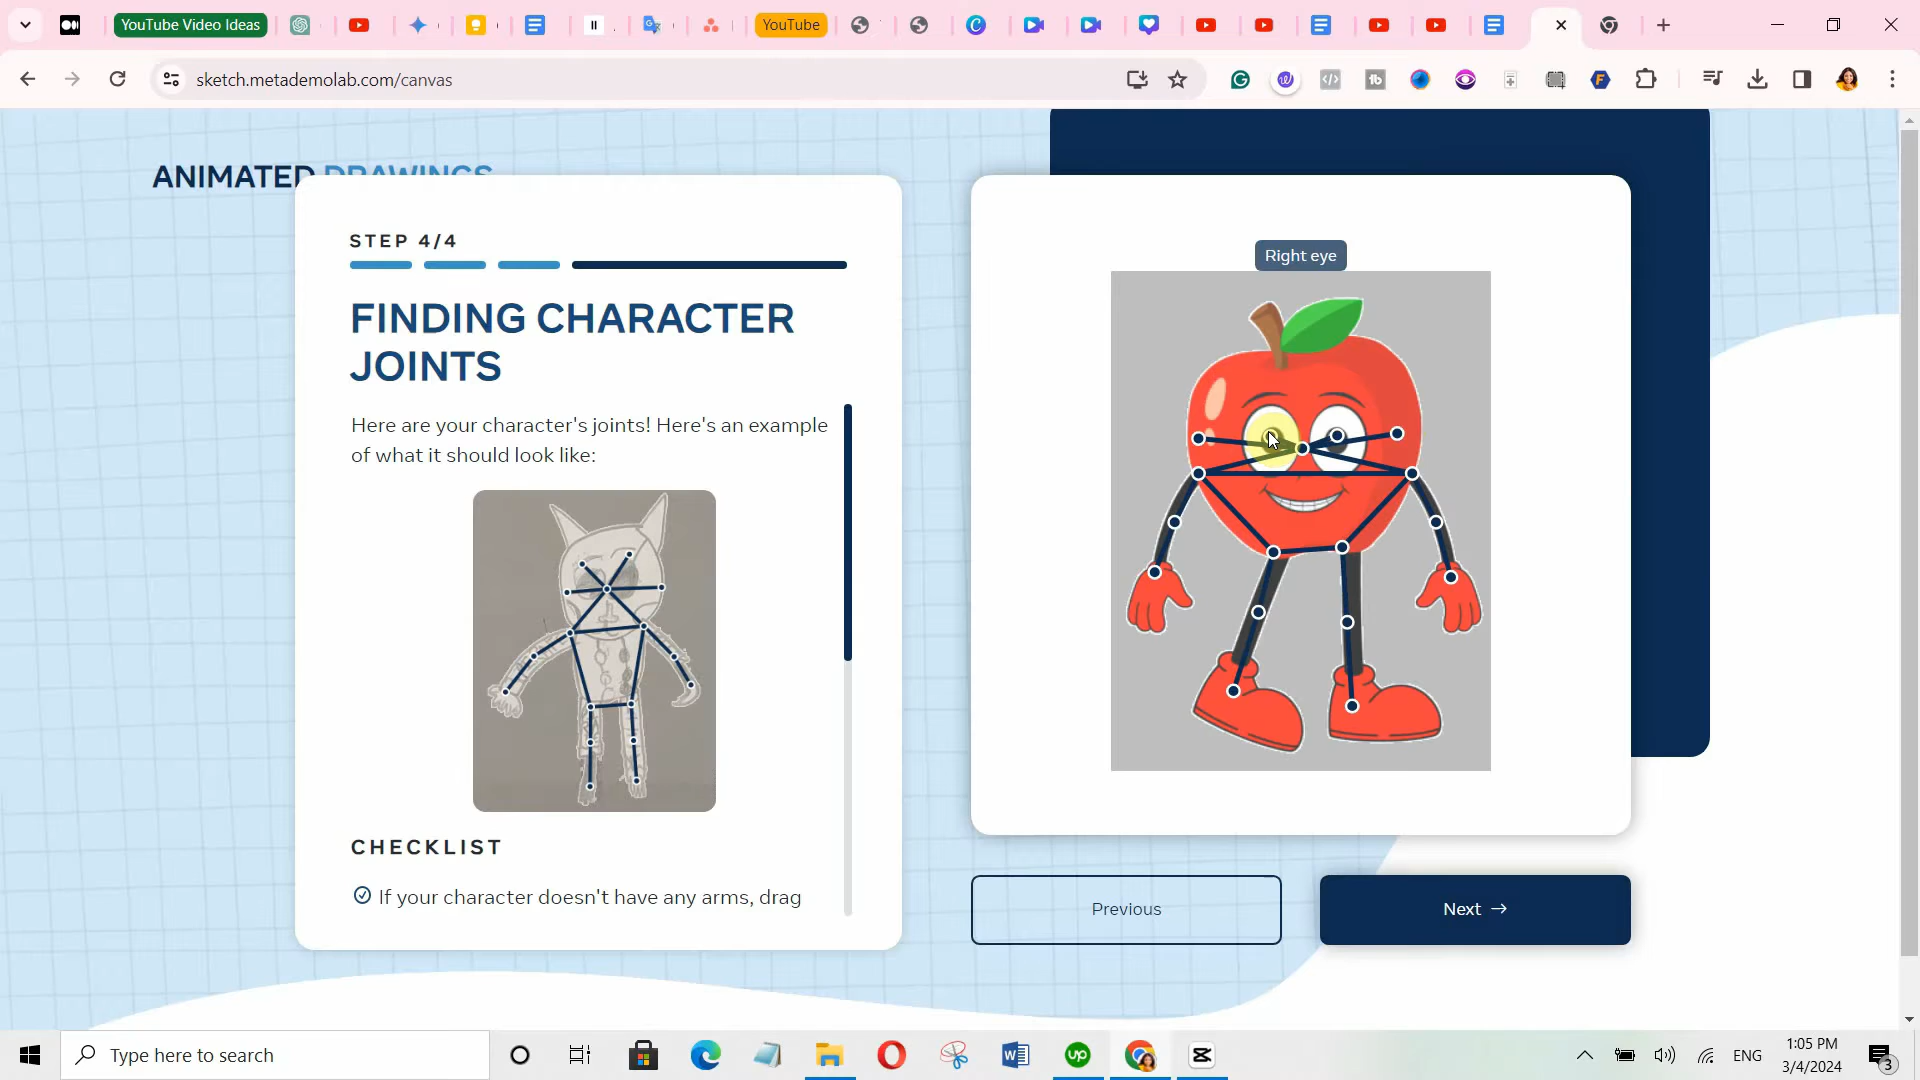 YouTube Video Ideas
YouTube
sketch.metademolab.com/canvas
ANIMATED DRAWINGS
STEP 4/4
FINDING CHARACTER
JOINTS
Here are your character's joints! Here's an example
of what it should look like:
CHECKLIST
If your character doesn't have any arms, drag
Right eye
Previous
Next →
Type here to search
ENG
1:05 PM
3/4/2024
3